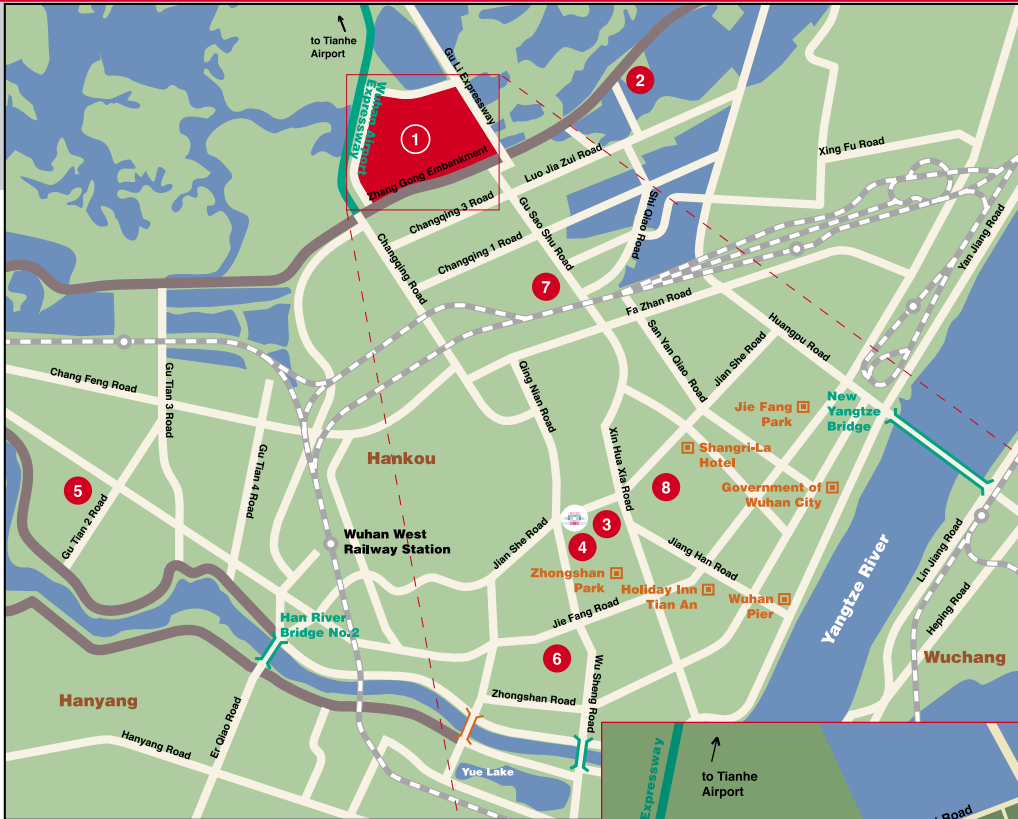 to Tianhe
Airport
Gu Li Expressway
2
Wuhan Airport
Expressway
1
Zhang Gong Embankment
Luo Jia Zui Road
Xing Fu Road
Changqing 3 Road
Gu Sao Shu Road
Shi Qiao Road
Yan Jiang Road
Changqing Road
Changqing 1 Road
7
Fa Zhan Road
Huangpu Road
San Yan Qiao Road
Jian She Road
Chang Feng Road
Gu Tian 3 Road
Qing Nian Road
Jie Fang
Park
New
Yangtze
Bridge
Xin Hua Xia Road
Shangri-La
Hotel
Hankou
Gu Tian 4 Road
5
8
Government of
Wuhan City
Gu Tian 2 Road
Wuhan West
Railway Station
Jian She Road
3
4
Jiang Han Road
Zhongshan
Park
Holiday Inn
Tian An
Wuhan
Pier
Yangtze River
Lin Jiang Road
Heping Road
Jie Fang Road
Han River
Bridge No.2
6
Wu Sheng Road
Wuchang
Hanyang
Zhongshan Road
Er Qiao Road
Hanyang Road
Yue Lake
Expressway
to Tianhe
Airport
Road